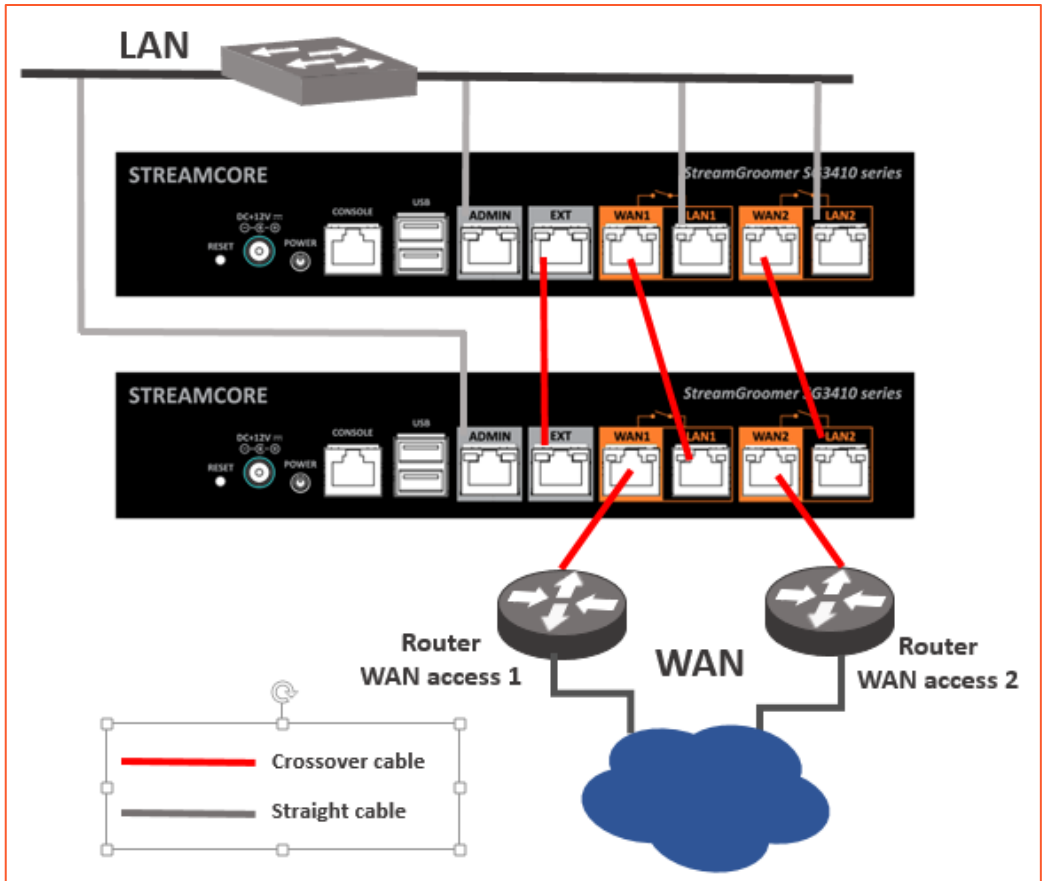 LAN
STREAMCORE
StreamGroomer SG3410 series
DC+12V
RESET
POWER
CONSOLE
USB
ADMIN
EXT
WAN1
LAN1
WAN2
LAN2
STREAMCORE
StreamGroomer SG3410 series
DC+12V
RESET
POWER
CONSOLE
USB
ADMIN
EXT
WAN1
LAN1
WAN2
LAN2
Router
WAN access 1
WAN
Router
WAN access 2
Crossover cable
Straight cable